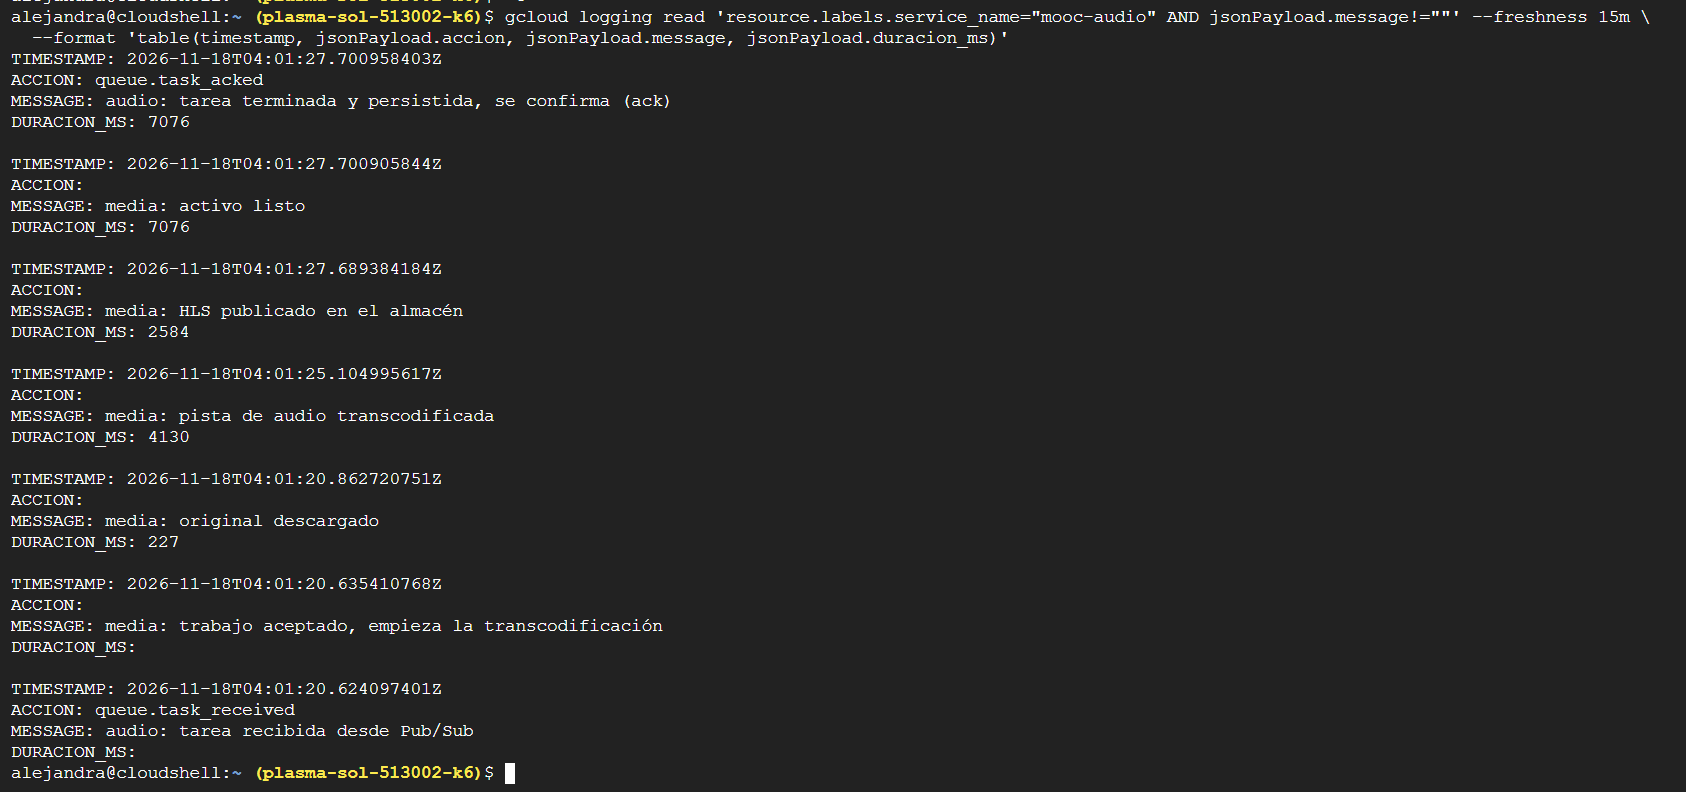 alejandra@cloudshell:~ (plasma-sol-513002-k6)$ gcloud logging read 'resource.labels.service_name="mooc-audio" AND jsonPayload.message!=""' --freshness 15m \
  --format 'table(timestamp, jsonPayload.accion, jsonPayload.message, jsonPayload.duracion_ms)'
TIMESTAMP: 2026-11-18T04:01:27.700958403Z
ACCION: queue.task_acked
MESSAGE: audio: tarea terminada y persistida, se confirma (ack)
DURACION_MS: 7076

TIMESTAMP: 2026-11-18T04:01:27.700905844Z
ACCION:
MESSAGE: media: activo listo
DURACION_MS: 7076

TIMESTAMP: 2026-11-18T04:01:27.689384184Z
ACCION:
MESSAGE: media: HLS publicado en el almacén
DURACION_MS: 2584

TIMESTAMP: 2026-11-18T04:01:25.104995617Z
ACCION:
MESSAGE: media: pista de audio transcodificada
DURACION_MS: 4130

TIMESTAMP: 2026-11-18T04:01:20.862720751Z
ACCION:
MESSAGE: media: original descargado
DURACION_MS: 227

TIMESTAMP: 2026-11-18T04:01:20.635410768Z
ACCION:
MESSAGE: media: trabajo aceptado, empieza la transcodificación
DURACION_MS:

TIMESTAMP: 2026-11-18T04:01:20.624097401Z
ACCION: queue.task_received
MESSAGE: audio: tarea recibida desde Pub/Sub
DURACION_MS:
alejandra@cloudshell:~ (plasma-sol-513002-k6)$